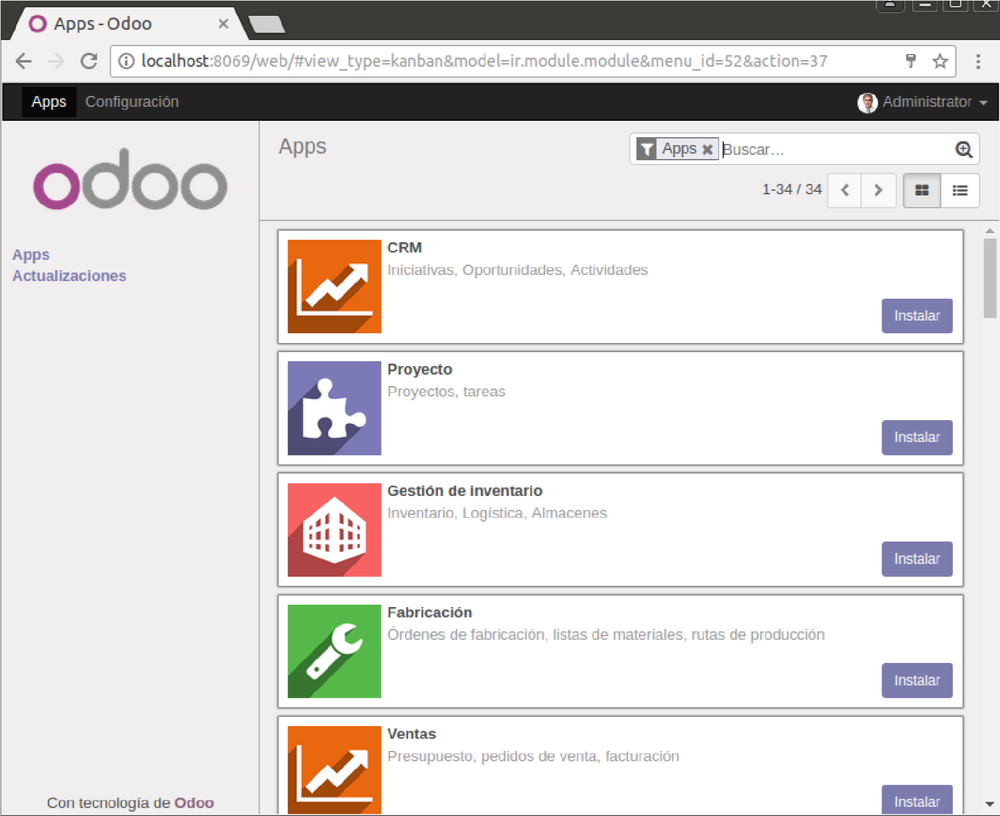 Apps - Odoo
localhost:8069/web/#view_type=kanban&model=ir.module.module&menu_id=52&action=37
Apps Configuración Administrator
odoo
Apps
Actualizaciones
Apps
Apps Buscar...
1-34 / 34
CRM
Iniciativas, Oportunidades, Actividades
Instalar
Proyecto
Proyectos, tareas
Instalar
Gestión de inventario
Inventario, Logística, Almacenes
Instalar
Fabricación
Órdenes de fabricación, listas de materiales, rutas de producción
Instalar
Ventas
Presupuesto, pedidos de venta, facturación
Instalar
Con tecnología de Odoo